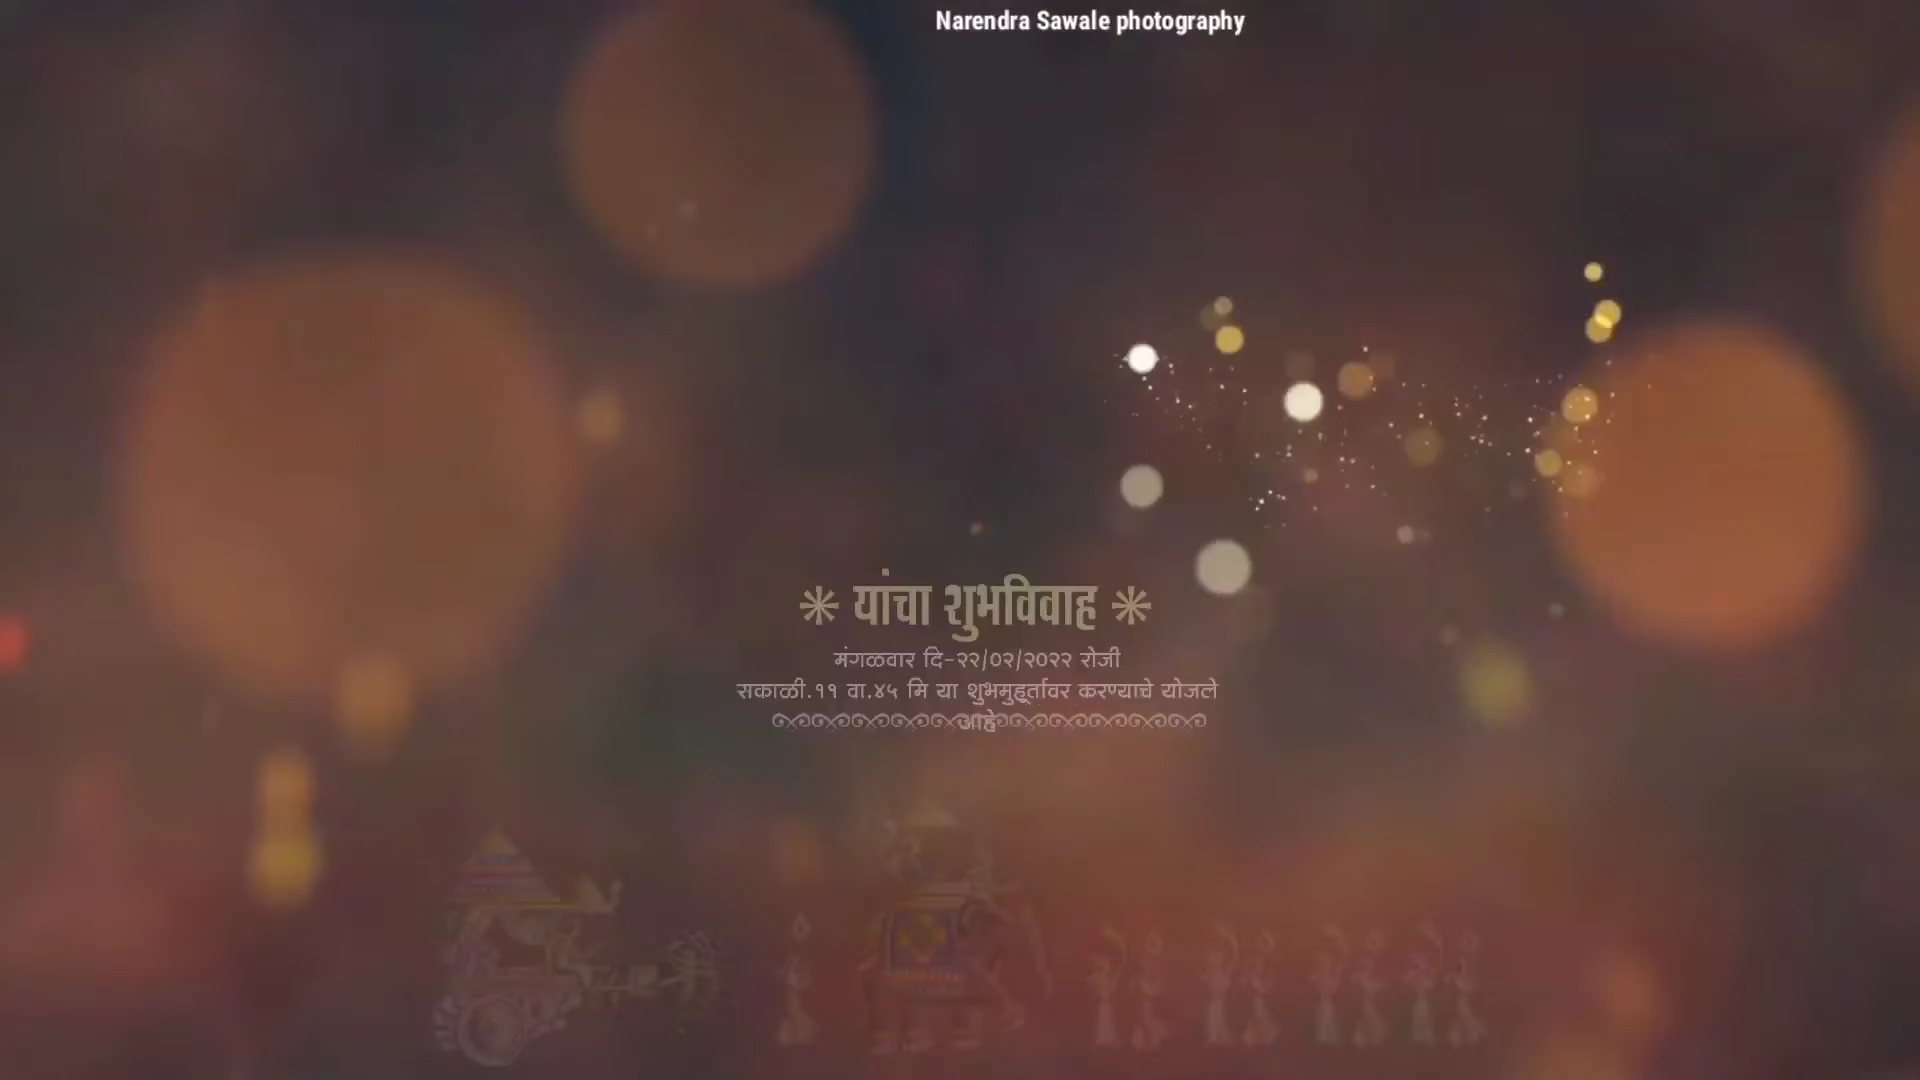 Narendra Sawale photography
✳ यांचा शुभविवाह ✳
मंगळवार दि-२२/०२/२०२२ रोजी
सकाळी.११ वा.४५ मि या शुभमुहूर्तावर करण्याचे योजले
आहे